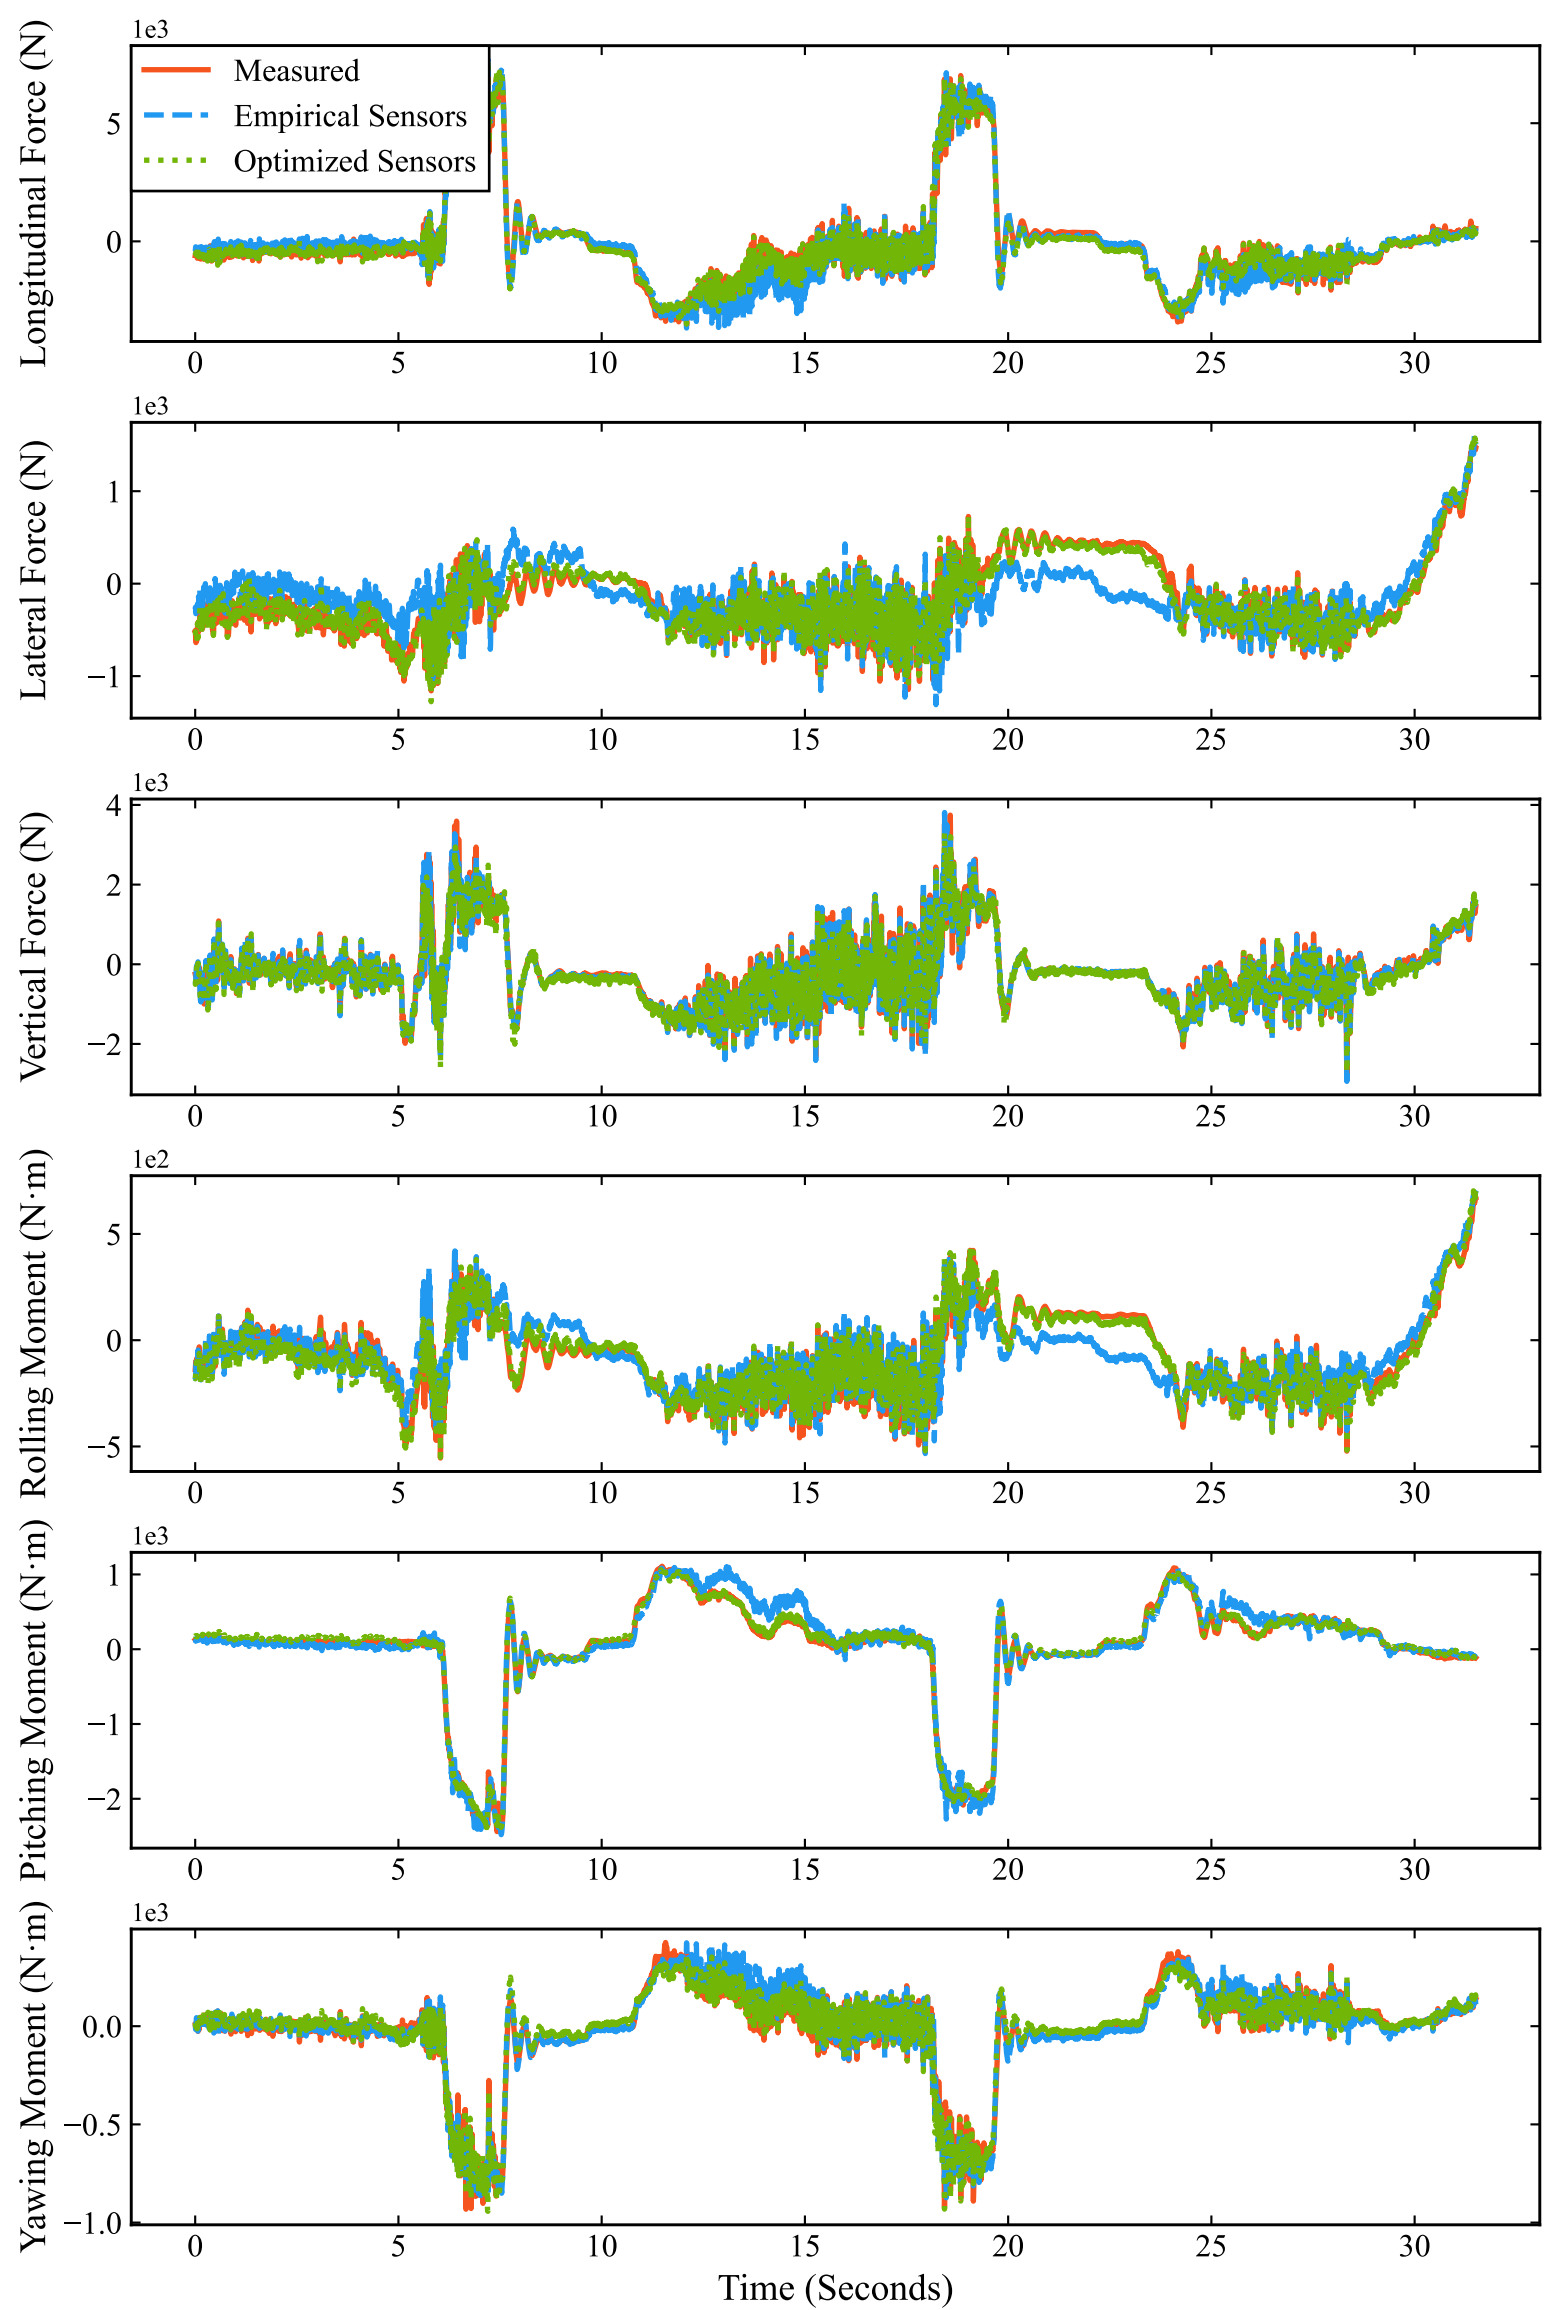 1e3
Longitudinal Force (N)
Measured
Empirical Sensors
Optimized Sensors
5
0
0 5 10 15 20 25 30
1e3
Lateral Force (N)
1
0
−1
0 5 10 15 20 25 30
1e3
Vertical Force (N)
4
2
0
−2
0 5 10 15 20 25 30
1e2
Rolling Moment (N·m)
5
0
−5
0 5 10 15 20 25 30
1e3
Pitching Moment (N·m)
1
0
−1
−2
0 5 10 15 20 25 30
1e3
Yawing Moment (N·m)
0.0
−0.5
−1.0
0 5 10 15 20 25 30
Time (Seconds)